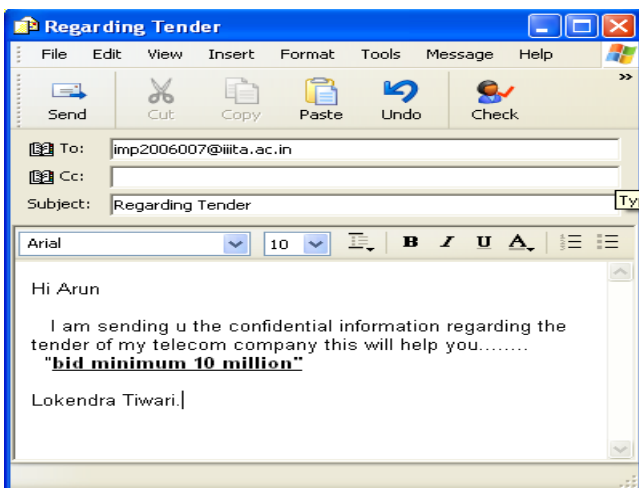 Regarding Tender
File Edit View Insert Format Tools Message Help
»
Send Cut Copy Paste Undo Check
To: imp2006007@iiita.ac.in
Cc:
Subject: Regarding Tender
Arial 10 B I U A
Hi Arun
I am sending u the confidential information regarding the
tender of my telecom company this will help you........
"bid minimum 10 million"
Lokendra Tiwari.